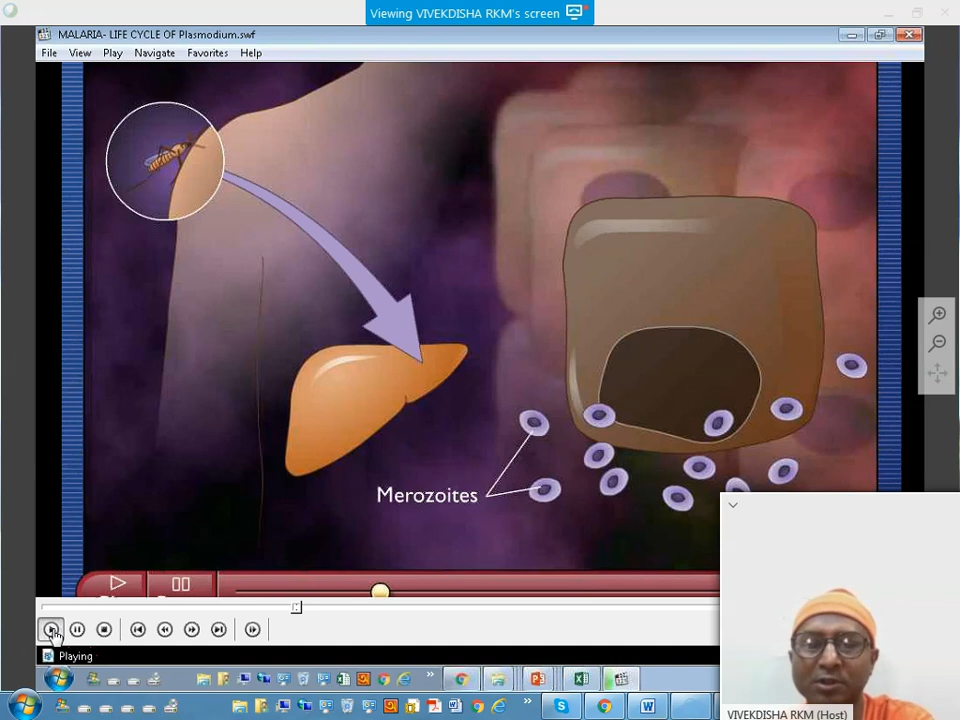 Viewing VIVEKDISHA RKM's screen
MALARIA- LIFE CYCLE OF Plasmodium.swf
File View Play Navigate Favorites Help
Merozoites
Playing
VIVEKDISHA RKM (Host)